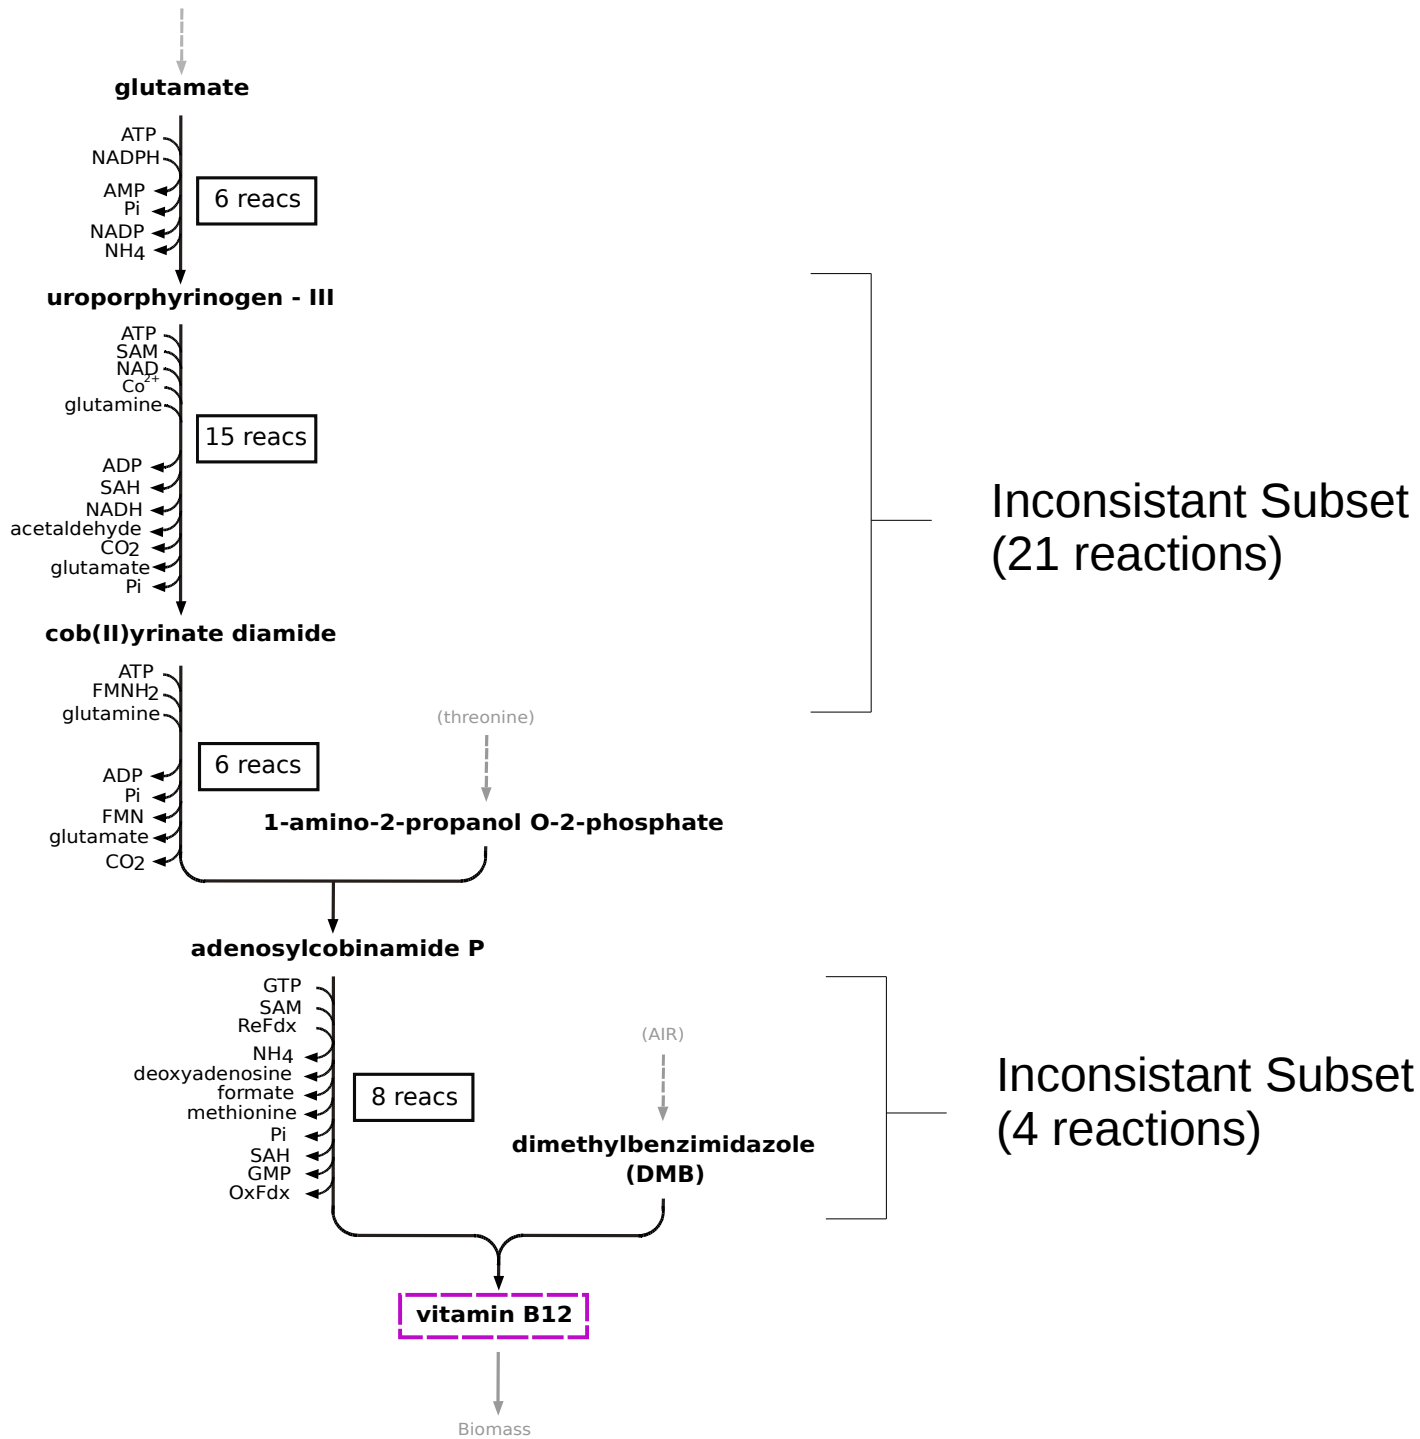 glutamate
ATP
NADPH
AMP
Pi
NADP
NH4
6 reacs
uroporphyrinogen - III
ATP
SAM
NAD
Co2+
glutamine
15 reacs
ADP
SAH
NADH
acetaldehyde
CO2
glutamate
Pi
Inconsistant Subset
(21 reactions)
cob(II)yrinate diamide
ATP
FMNH2
glutamine
6 reacs
ADP
Pi
FMN
glutamate
CO2
(threonine)
1-amino-2-propanol O-2-phosphate
adenosylcobinamide P
GTP
SAM
ReFdx
NH4
deoxyadenosine
formate
methionine
Pi
SAH
GMP
OxFdx
8 reacs
(AIR)
dimethylbenzimidazole
(DMB)
Inconsistant Subset
(4 reactions)
vitamin B12
Biomass